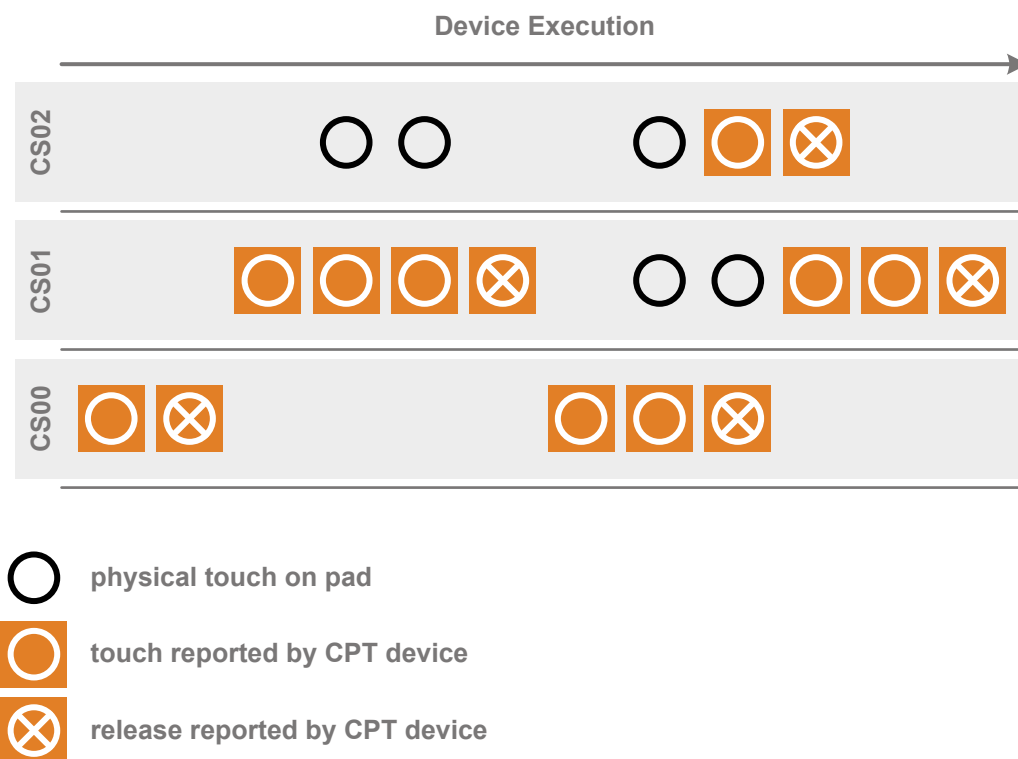 Device Execution
CS02
CS01
CS00
physical touch on pad
touch reported by CPT device
release reported by CPT device